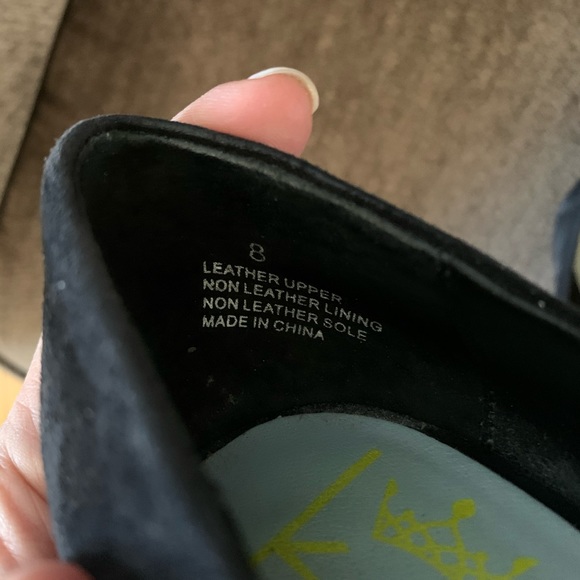 8
LEATHER UPPER
NON LEATHER LINING
NON LEATHER SOLE
MADE IN CHINA